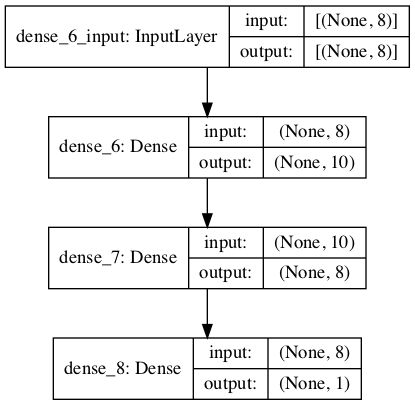 dense_6_input: InputLayer
input: [(None, 8)]
output: [(None, 8)]
dense_6: Dense
input: (None, 8)
output: (None, 10)
dense_7: Dense
input: (None, 10)
output: (None, 8)
dense_8: Dense
input: (None, 8)
output: (None, 1)